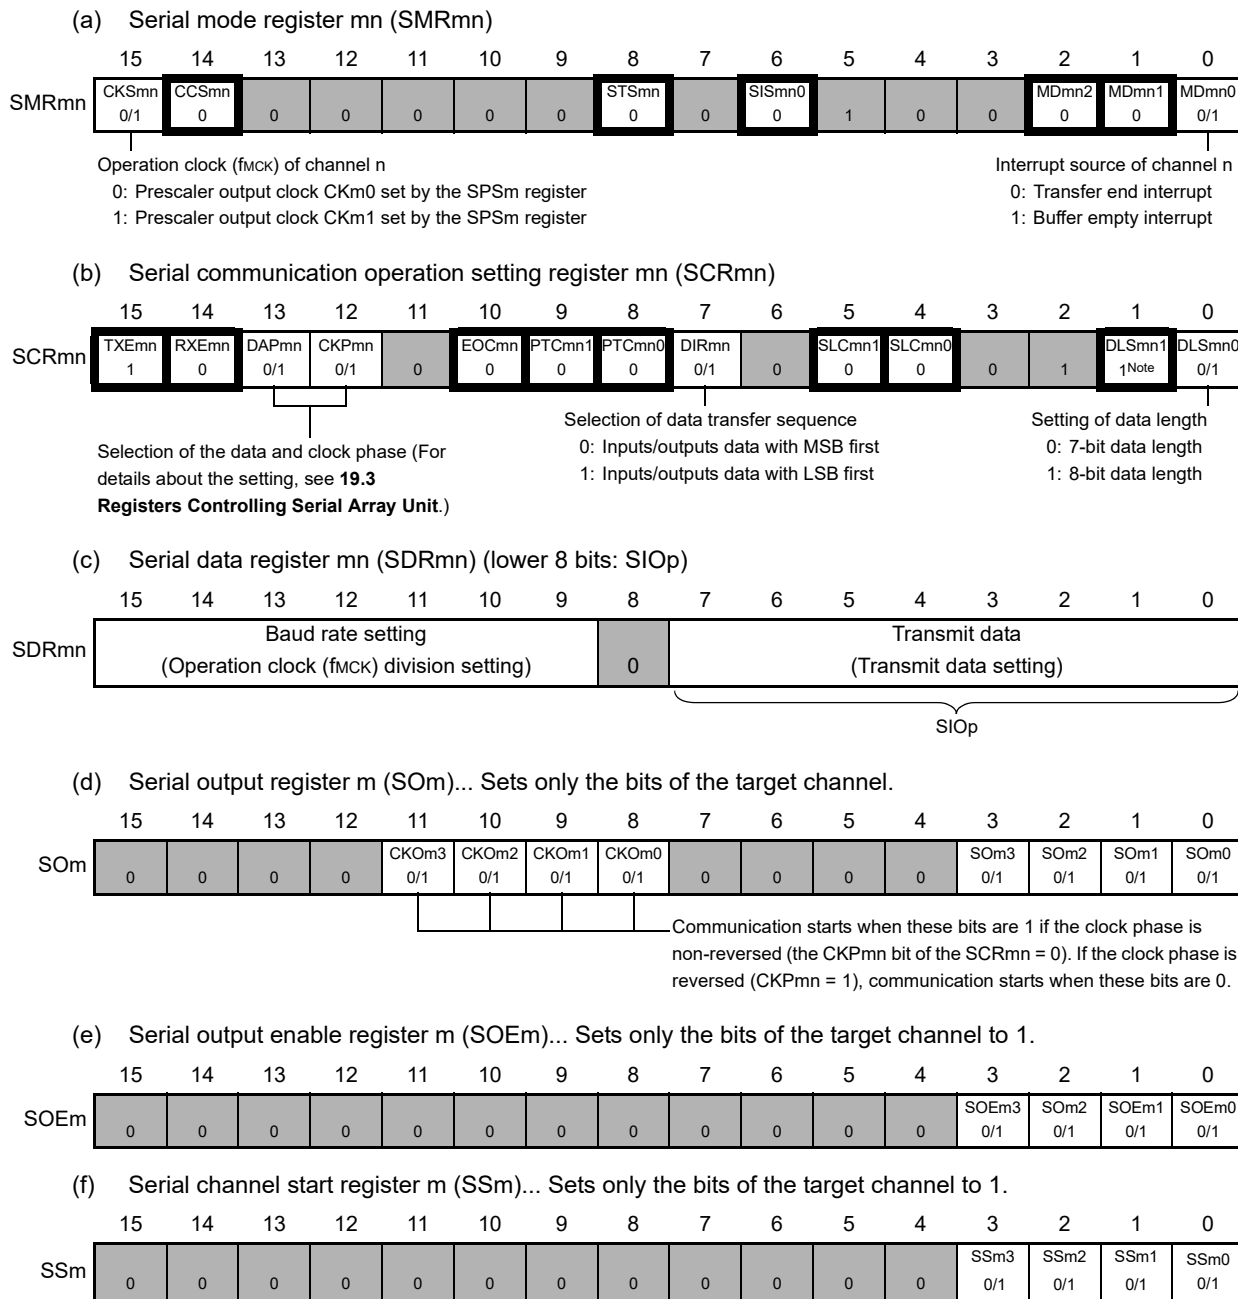 (a) Serial mode register mn (SMRmn)
15 14 13 12 11 10 9 8 7 6 5 4 3 2 1 0
SMRmn
CKSmn CCSmn STSmn SISmn0 MDmn2 MDmn1 MDmn0
0/1 0 0 0 0 0 0 0 0 0 1 0 0 0 0 0/1
Operation clock (fMCK) of channel n
0: Prescaler output clock CKm0 set by the SPSm register
1: Prescaler output clock CKm1 set by the SPSm register
Interrupt source of channel n
0: Transfer end interrupt
1: Buffer empty interrupt
(b) Serial communication operation setting register mn (SCRmn)
15 14 13 12 11 10 9 8 7 6 5 4 3 2 1 0
SCRmn
TXEmn RXEmn DAPmn CKPmn EOCmn PTCmn1 PTCmn0 DIRmn SLCmn1 SLCmn0 DLSmn1 DLSmn0
1 0 0/1 0/1 0 0 0 0 0/1 0 0 0 0 1 1Note 0/1
Selection of the data and clock phase (For
details about the setting, see 19.3
Registers Controlling Serial Array Unit.)
Selection of data transfer sequence
0: Inputs/outputs data with MSB first
1: Inputs/outputs data with LSB first
Setting of data length
0: 7-bit data length
1: 8-bit data length
(c) Serial data register mn (SDRmn) (lower 8 bits: SIOp)
15 14 13 12 11 10 9 8 7 6 5 4 3 2 1 0
SDRmn
Baud rate setting
(Operation clock (fMCK) division setting)
0
Transmit data
(Transmit data setting)
SIOp
(d) Serial output register m (SOm)... Sets only the bits of the target channel.
15 14 13 12 11 10 9 8 7 6 5 4 3 2 1 0
SOm
CKOm3 CKOm2 CKOm1 CKOm0 SOm3 SOm2 SOm1 SOm0
0 0 0 0 0/1 0/1 0/1 0/1 0 0 0 0 0/1 0/1 0/1 0/1
Communication starts when these bits are 1 if the clock phase is
non-reversed (the CKPmn bit of the SCRmn = 0). If the clock phase is
reversed (CKPmn = 1), communication starts when these bits are 0.
(e) Serial output enable register m (SOEm)... Sets only the bits of the target channel to 1.
15 14 13 12 11 10 9 8 7 6 5 4 3 2 1 0
SOEm
SOEm3 SOm2 SOEm1 SOEm0
0 0 0 0 0 0 0 0 0 0 0 0 0/1 0/1 0/1 0/1
(f) Serial channel start register m (SSm)... Sets only the bits of the target channel to 1.
15 14 13 12 11 10 9 8 7 6 5 4 3 2 1 0
SSm
SSm3 SSm2 SSm1 SSm0
0 0 0 0 0 0 0 0 0 0 0 0 0/1 0/1 0/1 0/1